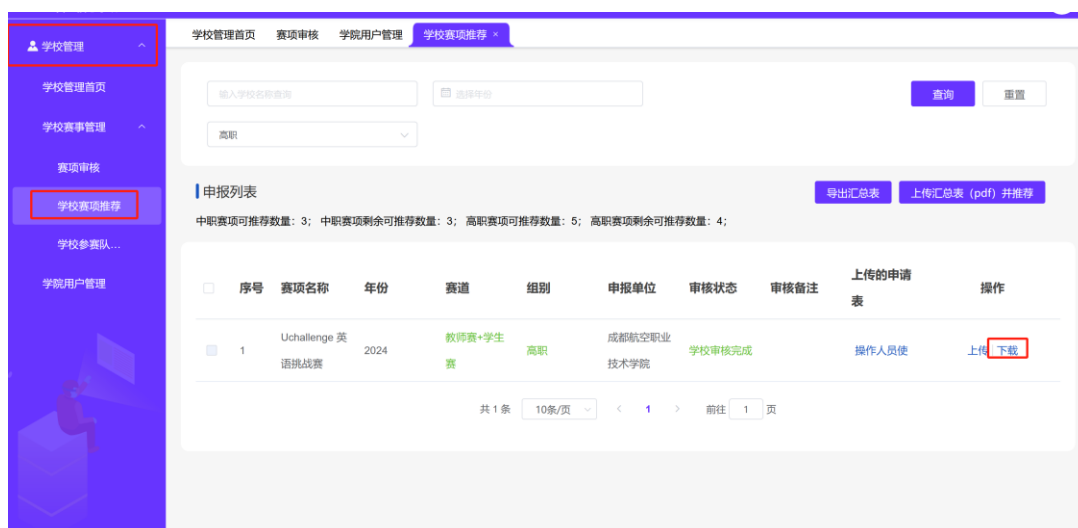 学校管理
学校管理首页
学校赛事管理
赛项审核
学校赛项推荐
学校参赛队...
学院用户管理
学校管理首页 赛项审核 学院用户管理 学校赛项推荐 ×
输入学校名称查询 选择年份 查询 重置
高职
申报列表 导出汇总表 上传汇总表 (pdf) 并推荐
中职赛项可推荐数量：3； 中职赛项剩余可推荐数量：3； 高职赛项可推荐数量：5； 高职赛项剩余可推荐数量：4；
序号 赛项名称 年份 赛道 组别 申报单位 审核状态 审核备注 上传的申请
表 操作
1 Uchallenge 英 2024 教师赛+学生 高职 成都航空职业 学校审核完成 操作人员使 上传 下载
语挑战赛 赛 技术学院
共 1 条 10条/页 < 1 > 前往 1 页